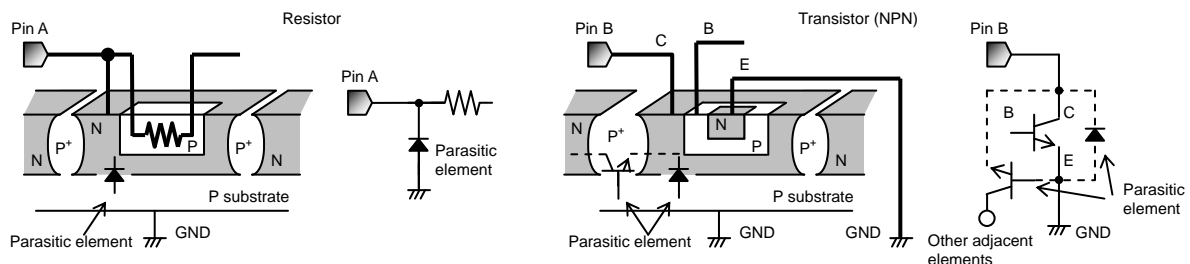 Resistor
Pin A
N
P
N
P+
P+
N
Parasitic element
P substrate
GND
Pin A
Parasitic
element
Transistor (NPN)
Pin B
C
B
E
N
P
N
P+
P+
N
Parasitic element
P substrate
GND
GND
Pin B
B
C
E
Parasitic
element
GND
Other adjacent
elements